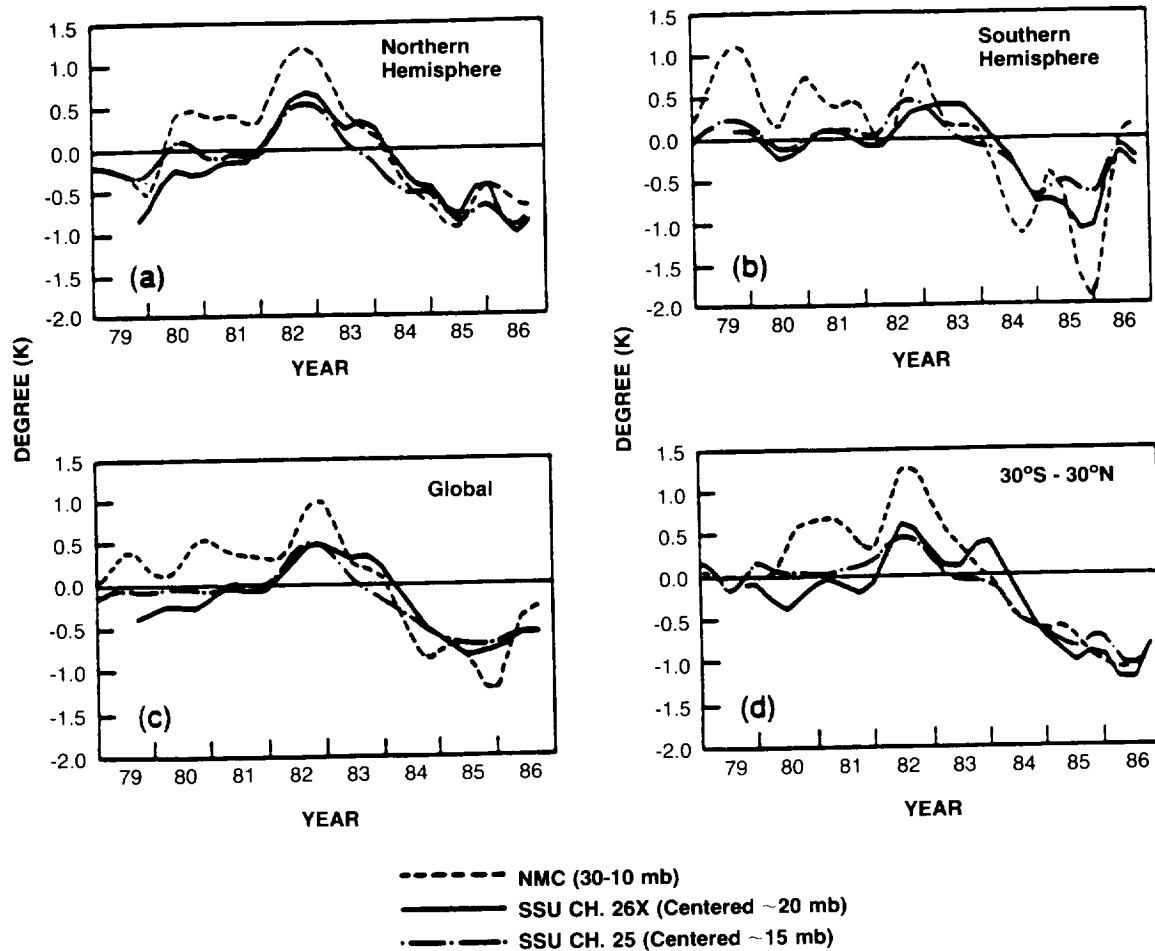 1.5
1.0
0.5
0.0
-0.5
-1.0
-1.5
-2.0
Northern
Hemisphere
(a)
79 80 81 82 83 84 85 86
YEAR
1.5
1.0
0.5
0.0
-0.5
-1.0
-1.5
2.0
Southern
Hemisphere
(b)
79 80 81 82 83 84 85 86
YEAR
DEGREE (K)
DEGREE (K)
1.5
1.0
0.5
0.0
-0.5
-1.0
-1.5
-2.0
Global
(c)
79 80 81 82 83 84 85 86
YEAR
1.5
1.0
0.5
0.0
-0.5
-1.0
-1.5
-2.0
30°S - 30°N
(d)
79 80 81 82 83 84 85 86
YEAR
NMC (30-10 mb)
SSU CH. 26X (Centered ~20 mb)
SSU CH. 25 (Centered ~15 mb)